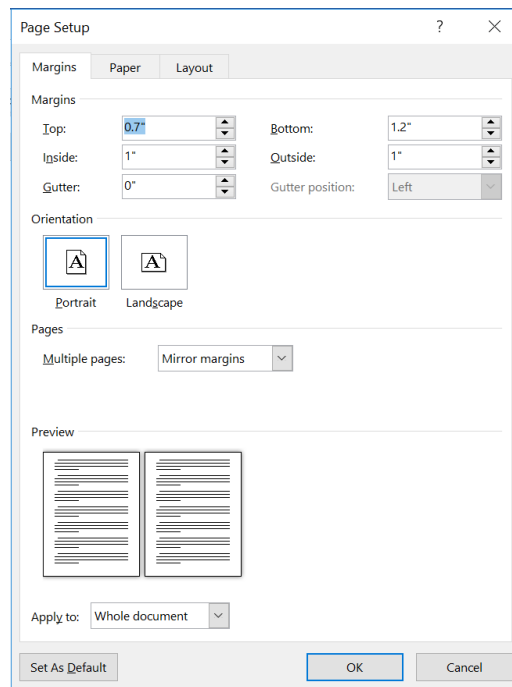 Page Setup ?
Margins Paper Layout
Margins
Top: 0.7" Bottom: 1.2"
Inside: 1" Outside: 1"
Gutter: 0" Gutter position: Left
Orientation
A A
Portrait Landscape
Pages
Multiple pages: Mirror margins
Preview
Apply to: Whole document
Set As Default OK Cancel